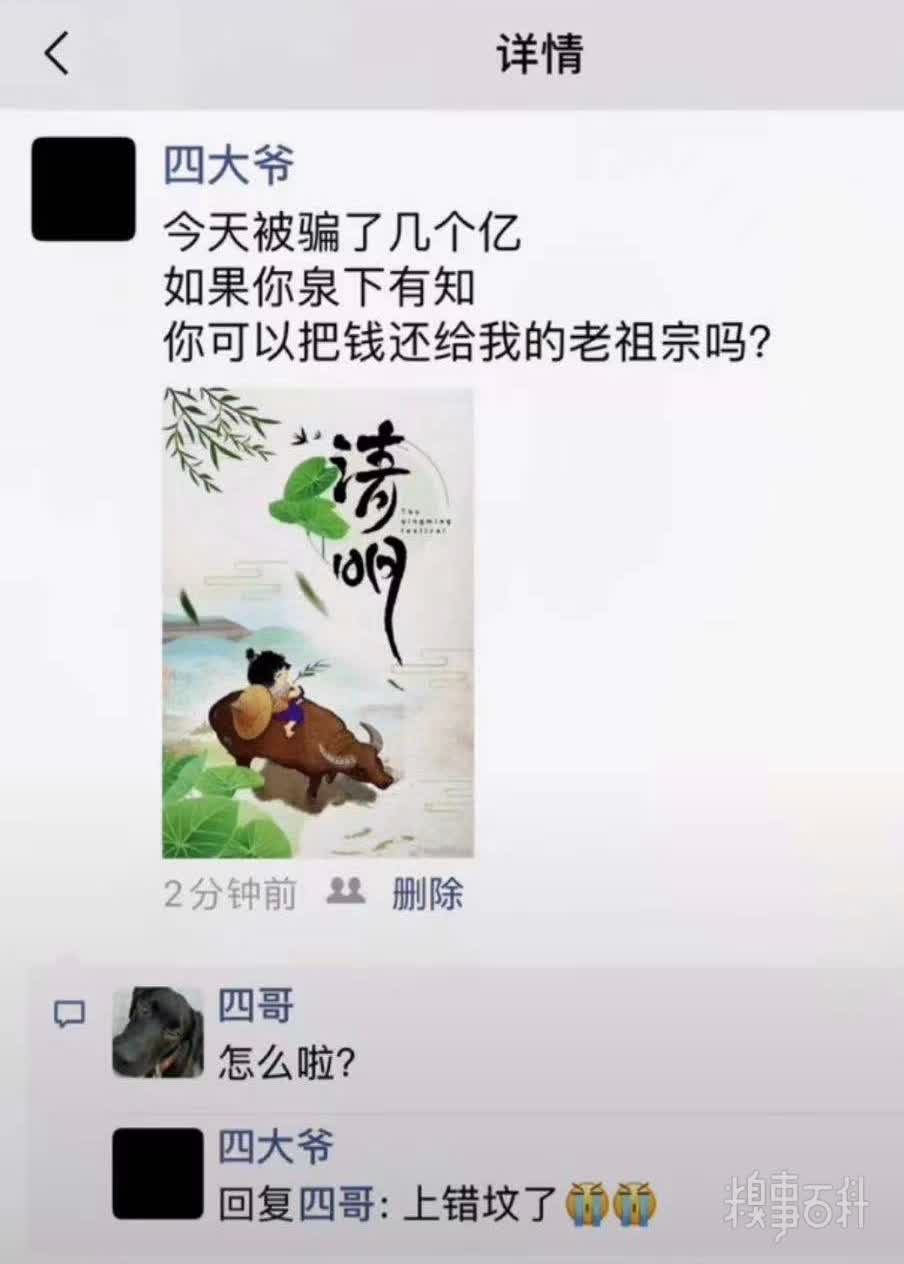 详情
四大爷
今天被骗了几个亿
如果你泉下有知
你可以把钱还给我的老祖宗吗?
清明
The
qingming
festival
2分钟前 删除
四哥
怎么啦?
四大爷
回复四哥: 上错坟了😭😭
糗事百科